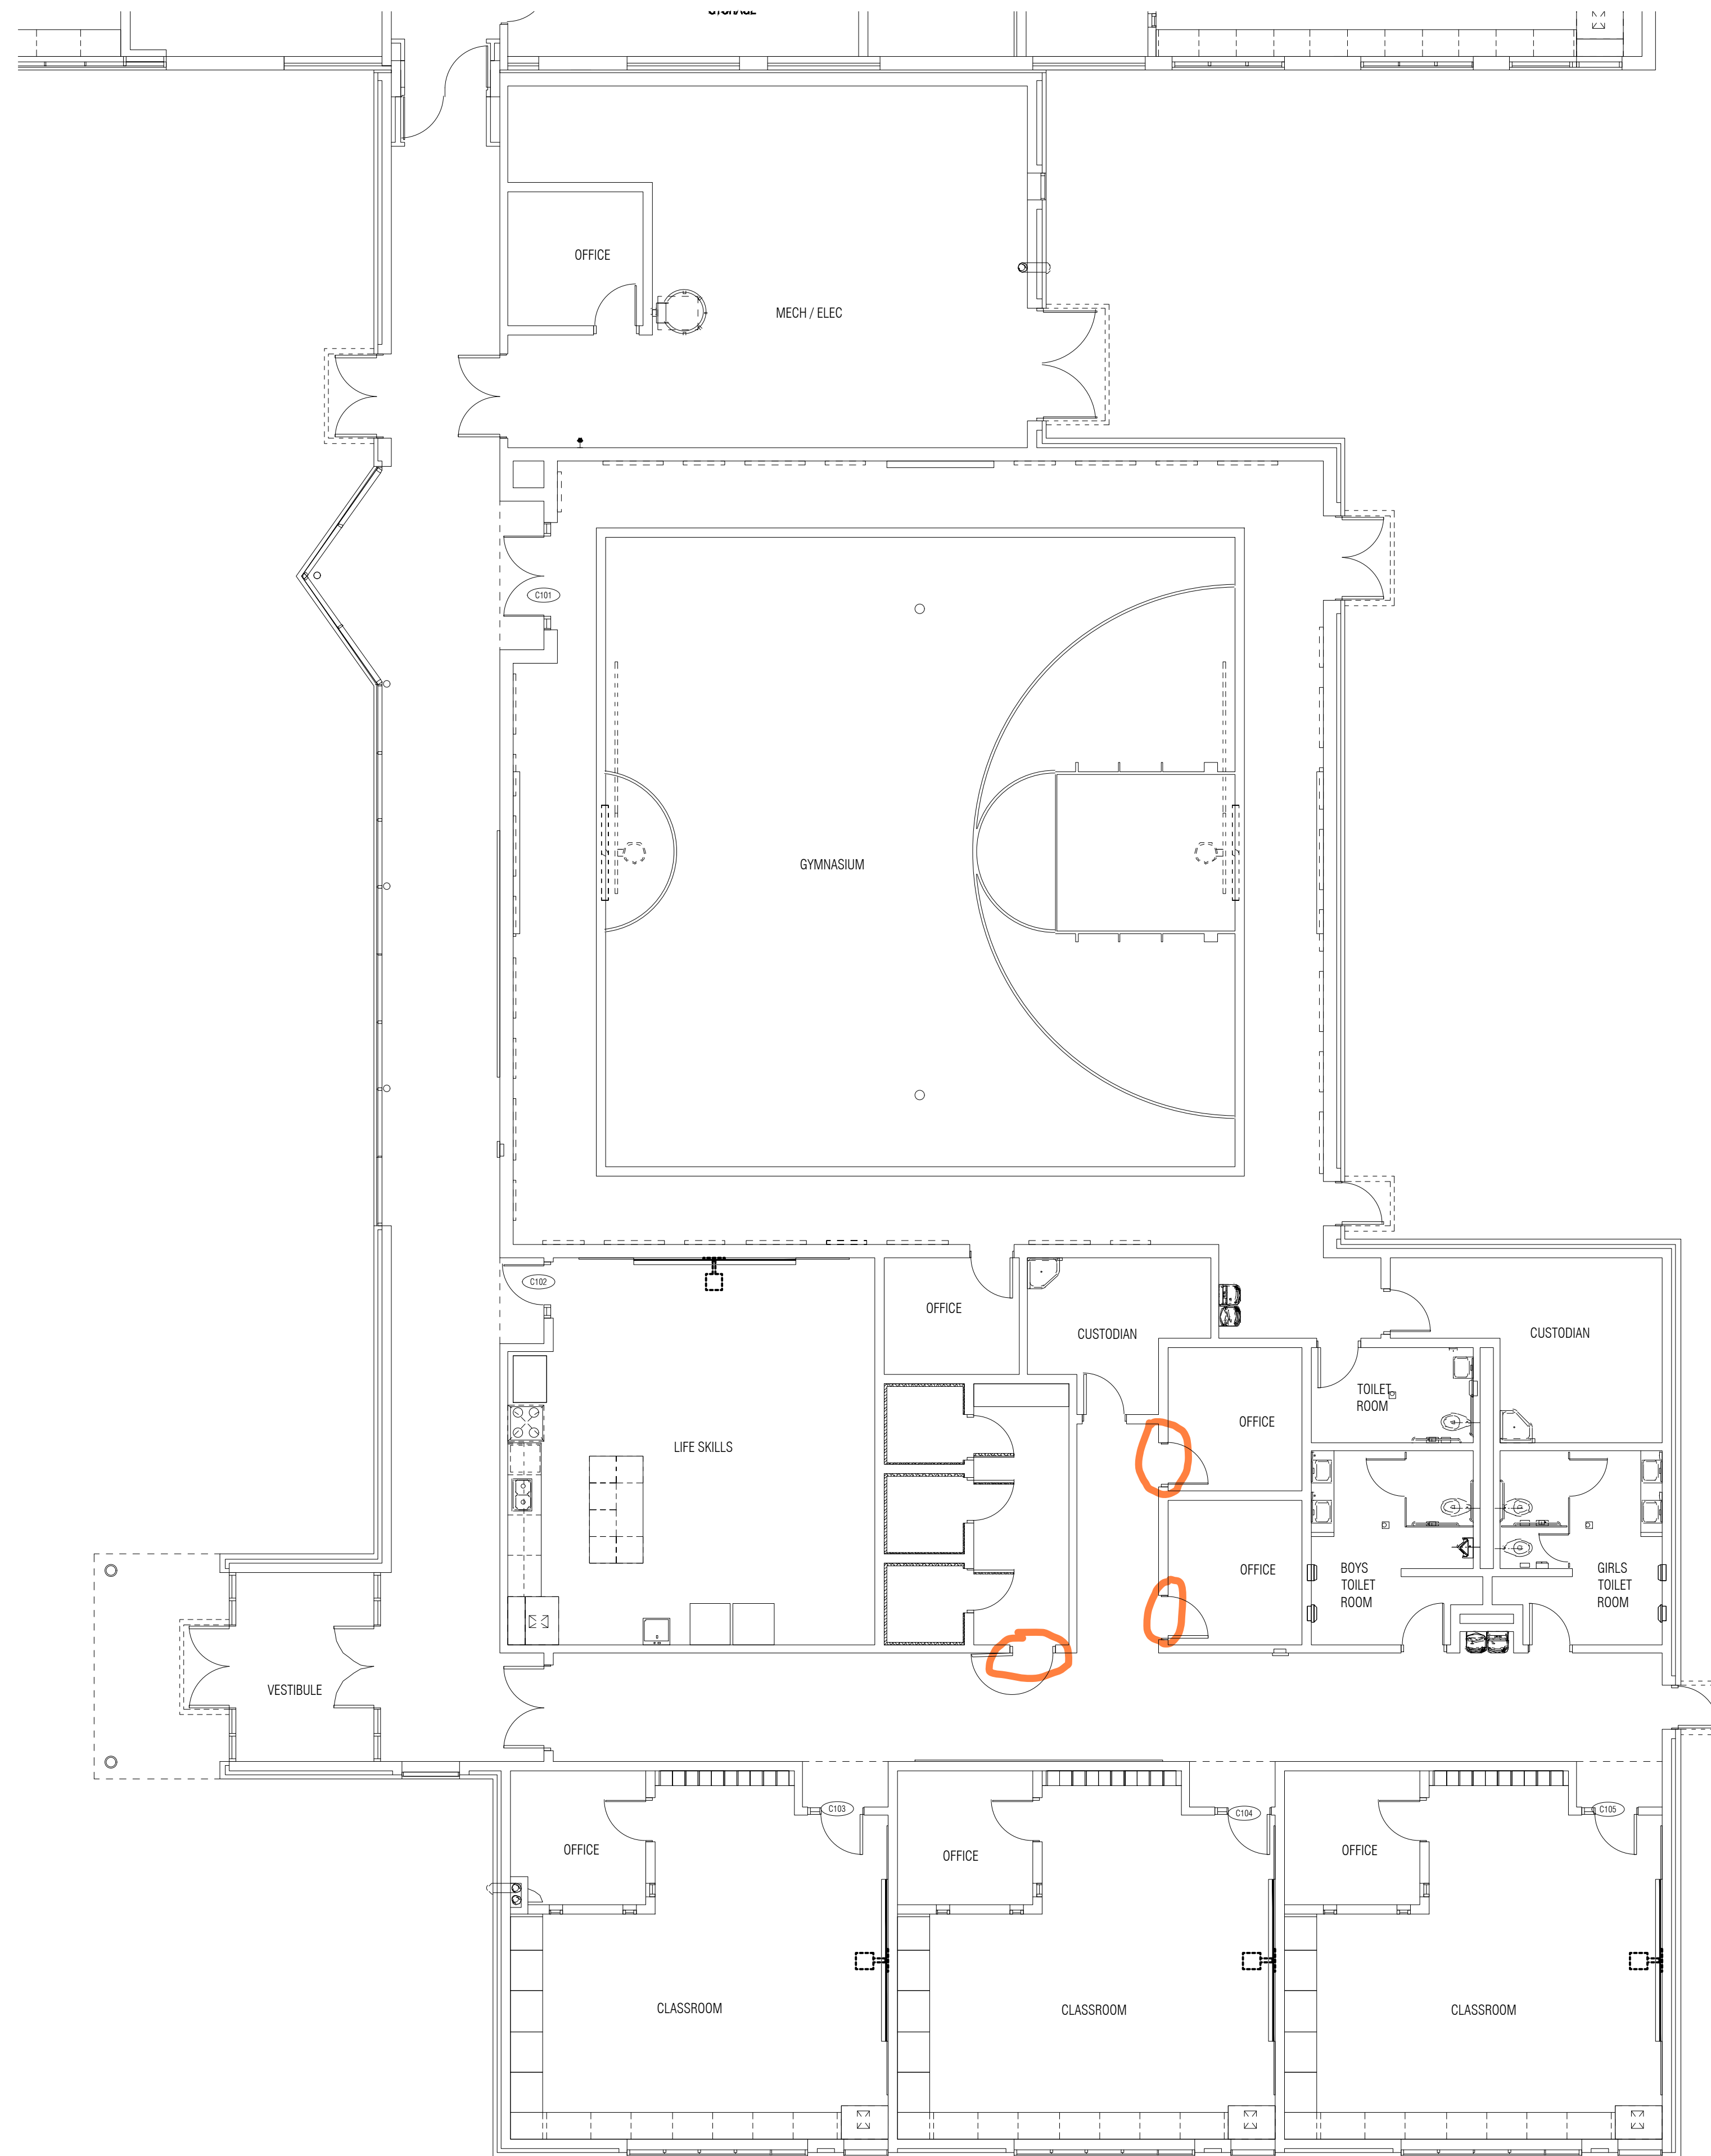 STORAGE
OFFICE
MECH / ELEC
C101
GYMNASIUM
C102
OFFICE
CUSTODIAN
CUSTODIAN
TOILET
ROOM
OFFICE
LIFE SKILLS
OFFICE
BOYS
TOILET
ROOM
GIRLS
TOILET
ROOM
VESTIBULE
C103
C104
C105
OFFICE
OFFICE
OFFICE
CLASSROOM
CLASSROOM
CLASSROOM